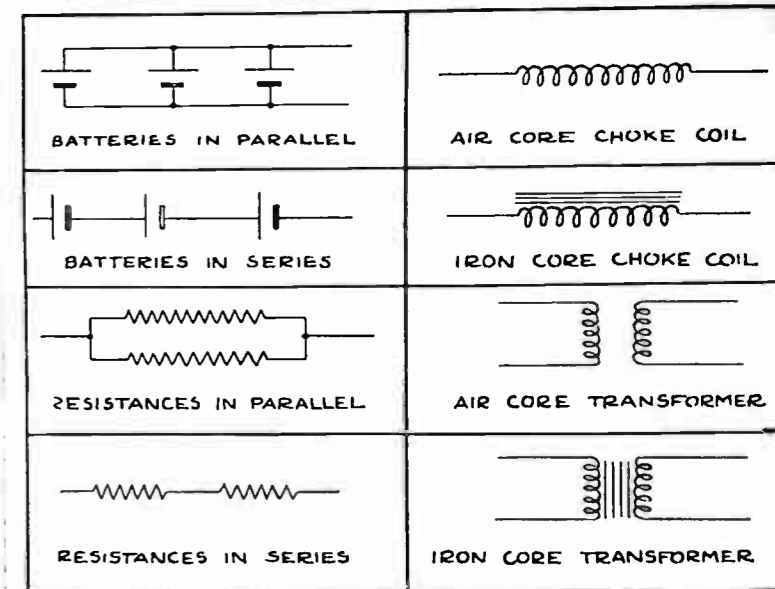 BATTERIES IN PARALLEL
AIR CORE CHOKE COIL
BATTERIES IN SERIES
IRON CORE CHOKE COIL
RESISTANCES IN PARALLEL
AIR CORE TRANSFORMER
RESISTANCES IN SERIES
IRON CORE TRANSFORMER